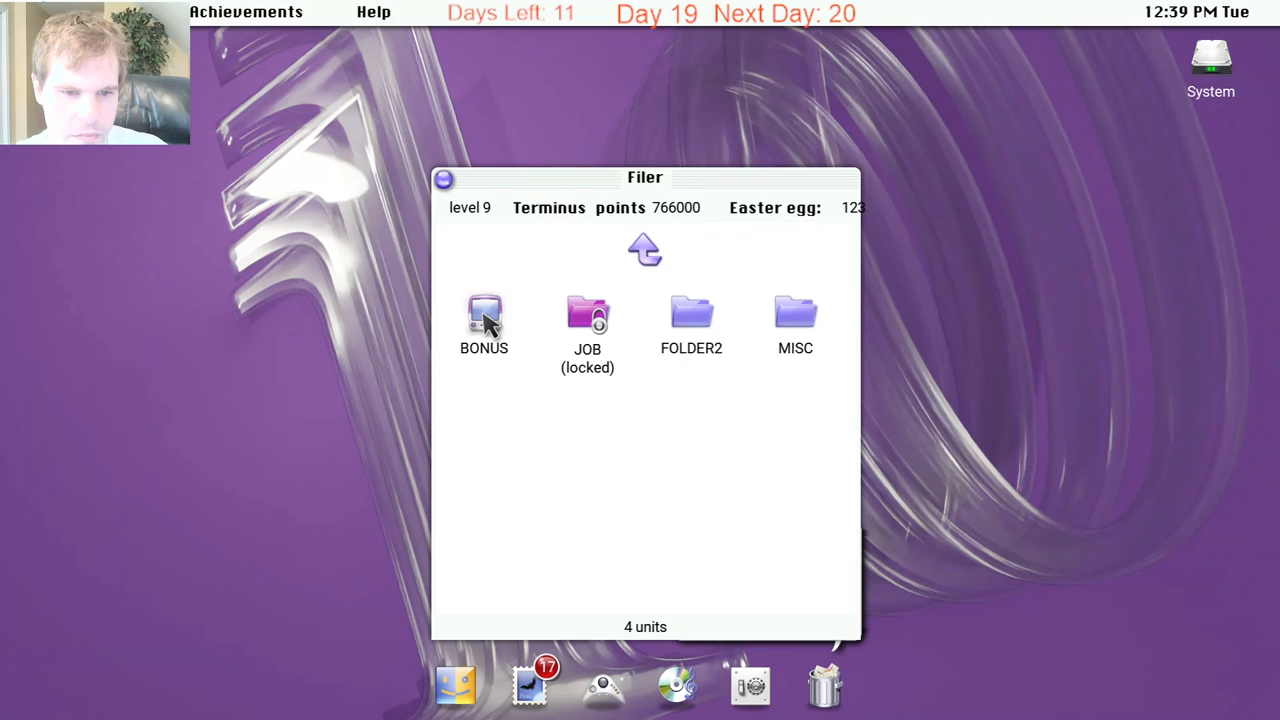 Achievements Help Days Left: 11 Day 19 Next Day: 20 12:39 PM Tue
System
Filer
level 9 Terminus points 766000 Easter egg: 123
BONUS JOB (locked) FOLDER2 MISC
4 units
17